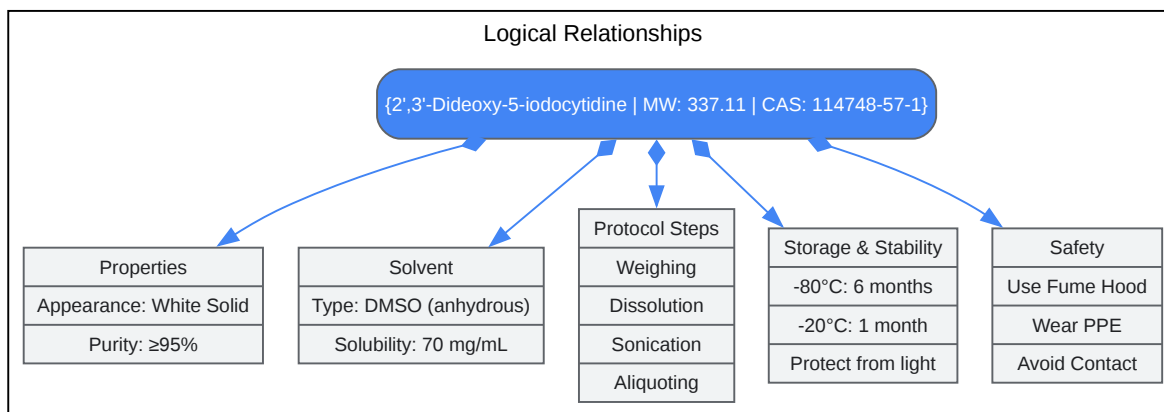 Logical Relationships
{2',3'-Dideoxy-5-iodocytidine | MW: 337.11 | CAS: 114748-57-1}
Properties
Appearance: White Solid
Purity: ≥95%
Solvent
Type: DMSO (anhydrous)
Solubility: 70 mg/mL
Protocol Steps
Weighing
Dissolution
Sonication
Aliquoting
Storage & Stability
-80°C: 6 months
-20°C: 1 month
Protect from light
Safety
Use Fume Hood
Wear PPE
Avoid Contact